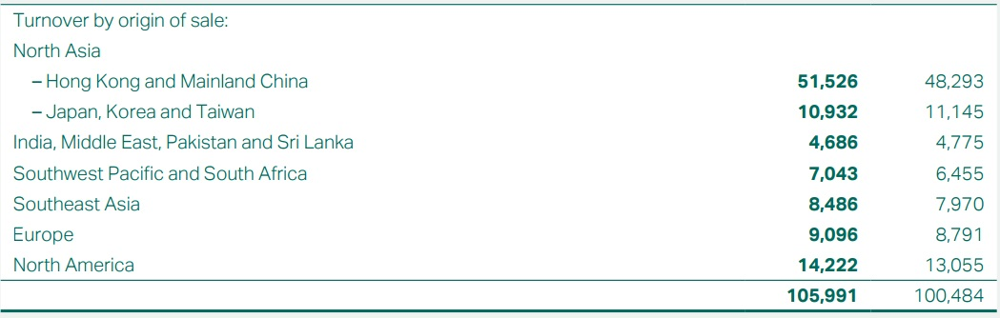 Turnover by origin of sale:
North Asia
– Hong Kong and Mainland China 51,526 48,293
– Japan, Korea and Taiwan 10,932 11,145
India, Middle East, Pakistan and Sri Lanka 4,686 4,775
Southwest Pacific and South Africa 7,043 6,455
Southeast Asia 8,486 7,970
Europe 9,096 8,791
North America 14,222 13,055
105,991 100,484